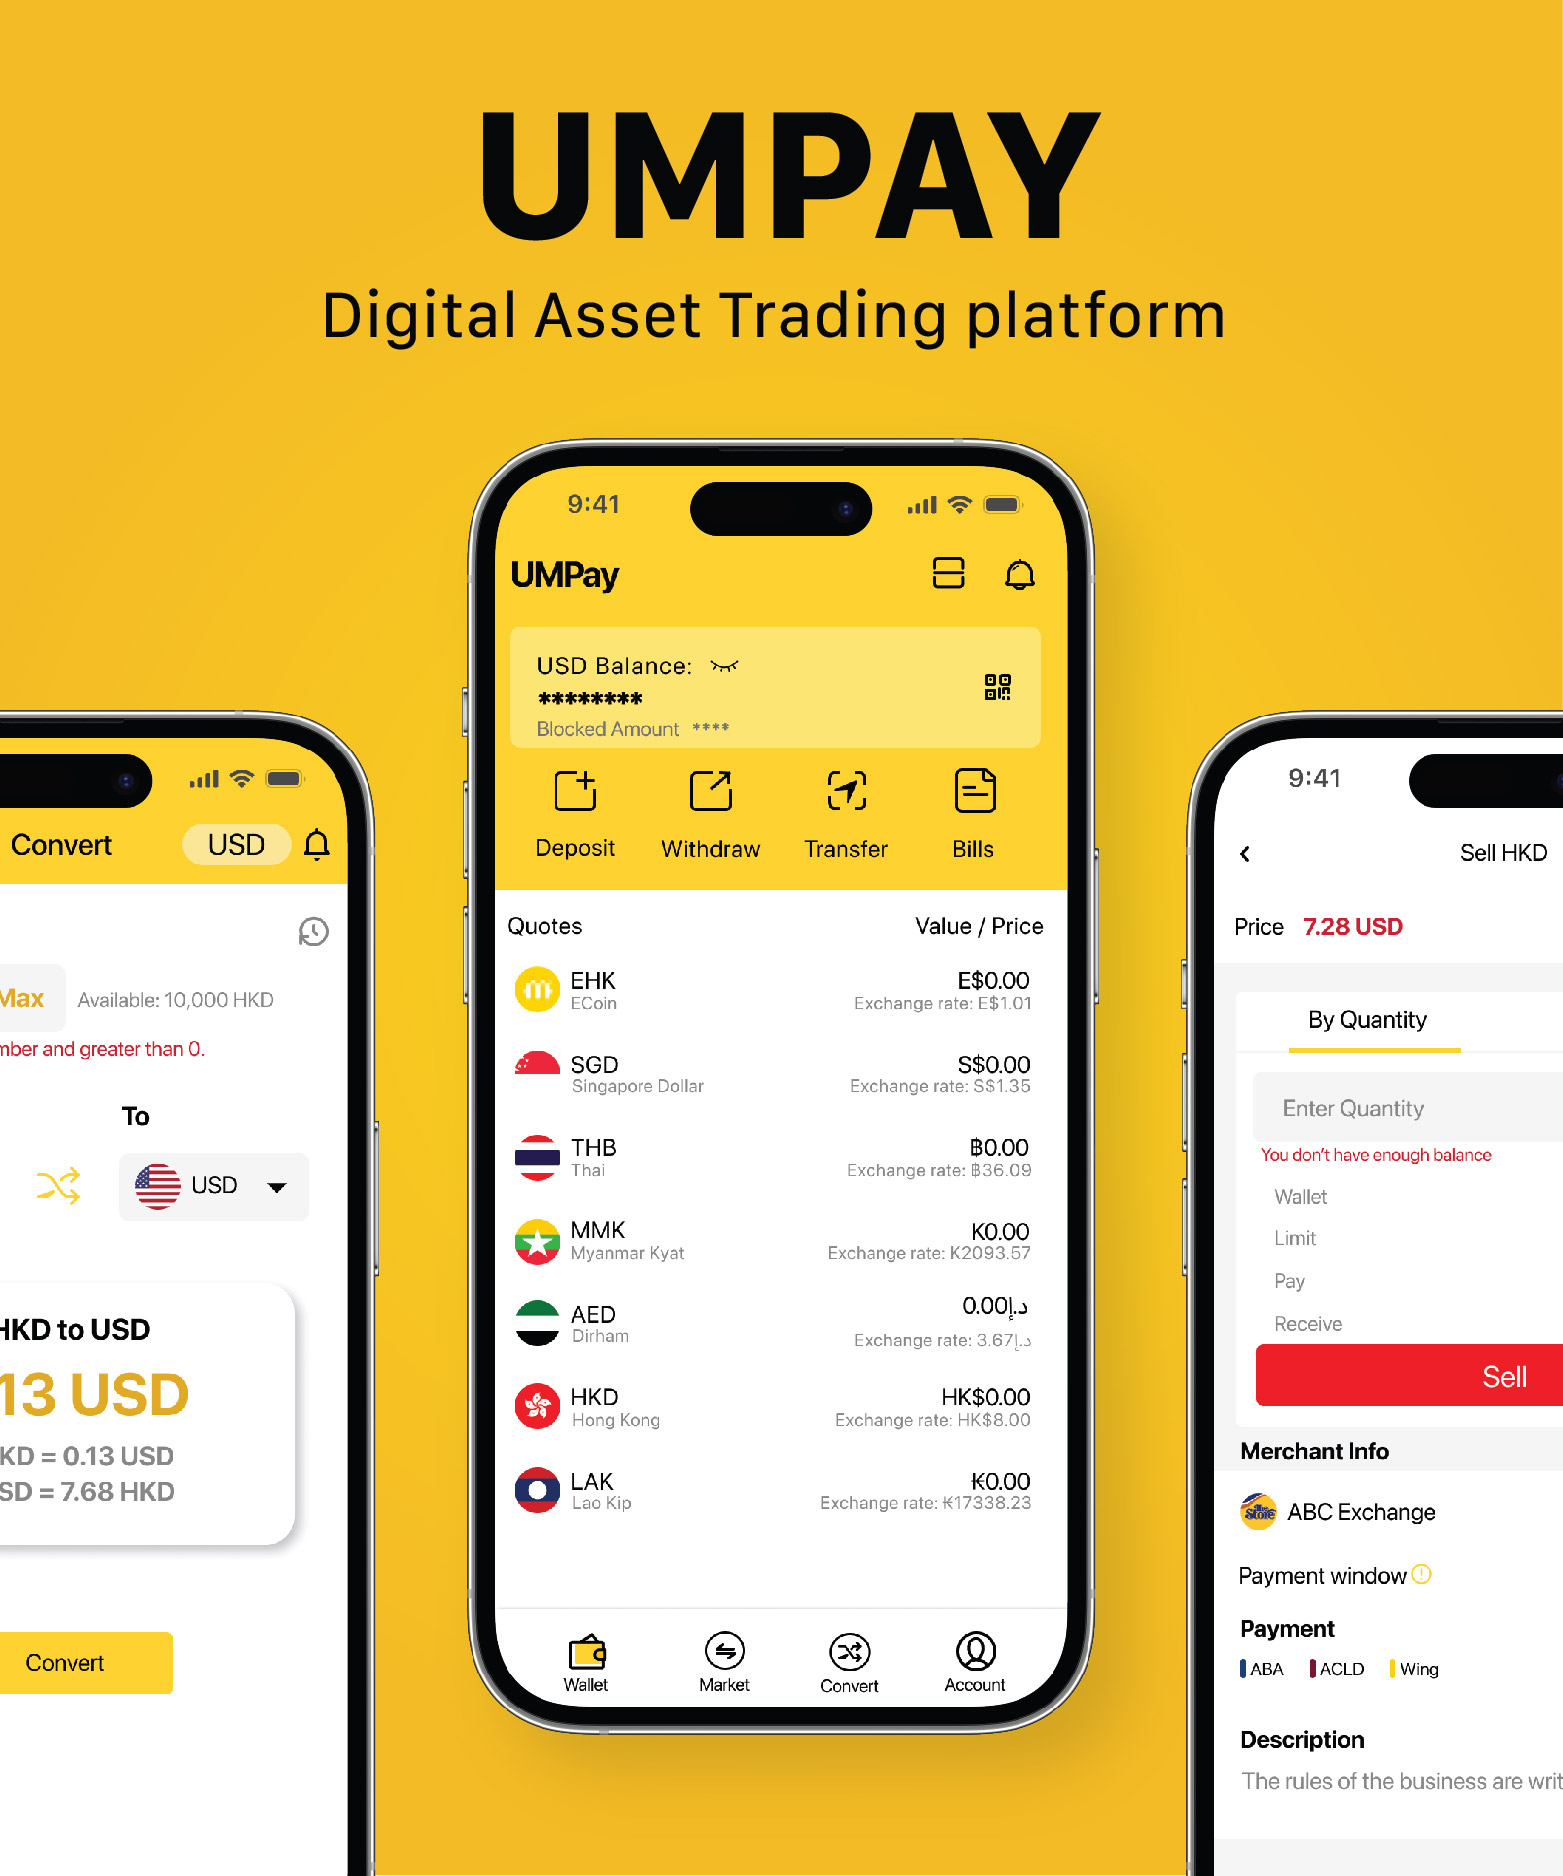 UMPAY
Digital Asset Trading platform
9:41
UMPay
USD Balance:
********
Blocked Amount ****
Deposit Withdraw Transfer Bills
Quotes Value / Price
EHK E$0.00
ECoin Exchange rate: E$1.01
SGD S$0.00
Singapore Dollar Exchange rate: S$1.35
THB ฿0.00
Thai Exchange rate: ฿36.09
MMK K0.00
Myanmar Kyat Exchange rate: K2093.57
AED 0.00د.إ
Dirham Exchange rate: 3.67د.إ
HKD HK$0.00
Hong Kong Exchange rate: HK$8.00
LAK ₭0.00
Lao Kip Exchange rate: ₭17338.23
Wallet Market Convert Account
Convert USD
Max Available: 10,000 HKD
mber and greater than 0.
To
USD
HKD to USD
13 USD
KD = 0.13 USD
SD = 7.68 HKD
Convert
9:41
Sell HKD
Price 7.28 USD
By Quantity
Enter Quantity
You don't have enough balance
Wallet
Limit
Pay
Receive
Sell
Merchant Info
The Store
ABC Exchange
Payment window
Payment
ABA ACLD Wing
Description
The rules of the business are writ